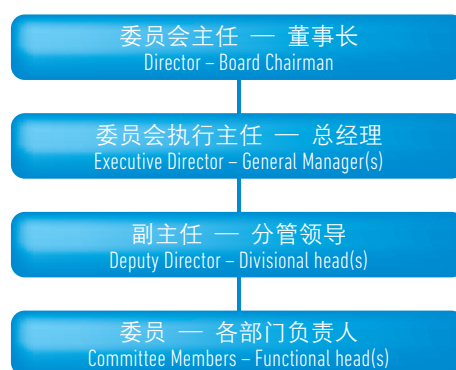 委员会主任 — 董事长
Director – Board Chairman
委员会执行主任 — 总经理
Executive Director – General Manager(s)
副主任 — 分管领导
Deputy Director – Divisional head(s)
委员 — 各部门负责人
Committee Members – Functional head(s)